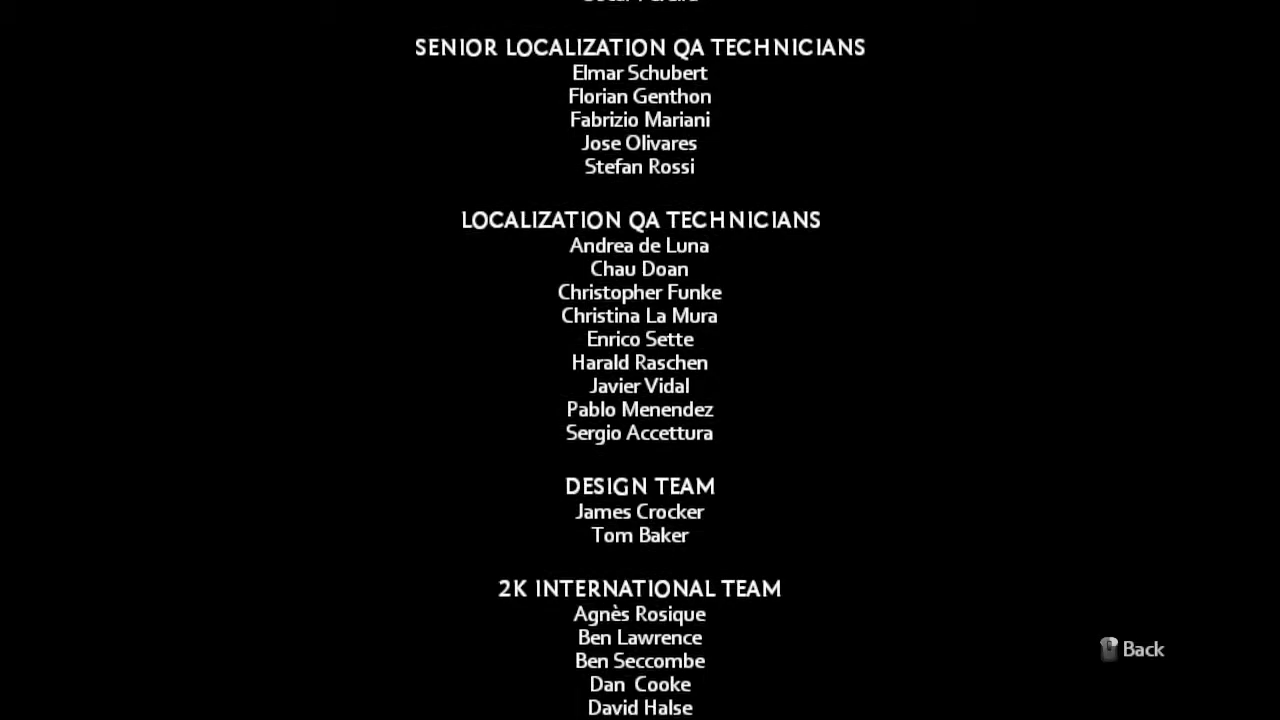 SENIOR LOCALIZATION QA TECHNICIANS
Elmar Schubert
Florian Genthon
Fabrizio Mariani
Jose Olivares
Stefan Rossi
LOCALIZATION QA TECHNICIANS
Andrea de Luna
Chau Doan
Christopher Funke
Christina La Mura
Enrico Sette
Harald Raschen
Javier Vidal
Pablo Menendez
Sergio Accettura
DESIGN TEAM
James Crocker
Tom Baker
2K INTERNATIONAL TEAM
Agnès Rosique
Ben Lawrence
Back
Ben Seccombe
Dan Cooke
David Halse